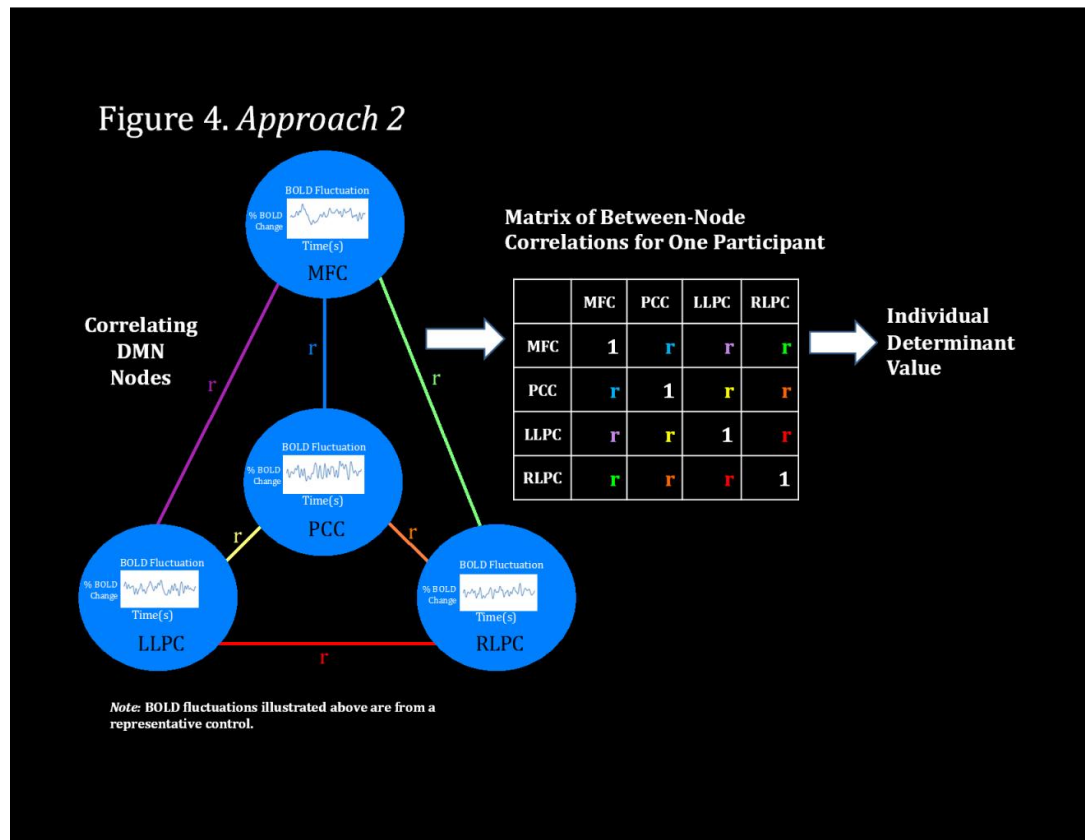 Figure 4. Approach 2
BOLD Fluctuation
% BOLD
Change
Time(s)
MFC
Correlating
DMN
Nodes
r
r
r
BOLD Fluctuation
% BOLD
Change
Time(s)
PCC
r
r
BOLD Fluctuation
% BOLD
Change
Time(s)
LLPC
BOLD Fluctuation
% BOLD
Change
Time(s)
RLPC
r
Note: BOLD fluctuations illustrated above are from a
representative control.
Matrix of Between-Node
Correlations for One Participant
MFC PCC LLPC RLPC
MFC 1 r r r
PCC r 1 r r
LLPC r r 1 r
RLPC r r r 1
Individual
Determinant
Value